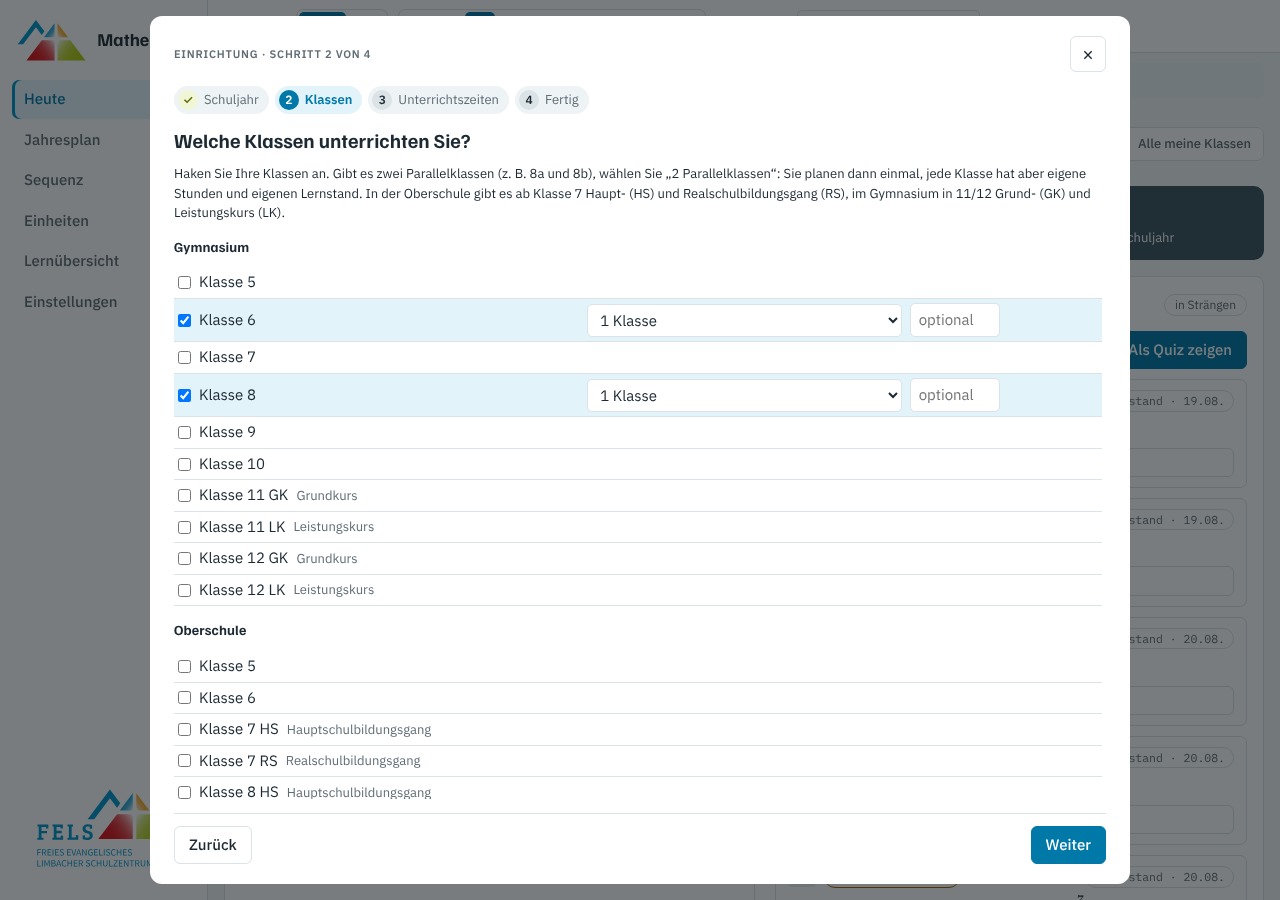 Mathe
EINRICHTUNG · SCHRITT 2 VON 4
×
Schuljahr
2 Klassen
3 Unterrichtszeiten
4 Fertig
Welche Klassen unterrichten Sie?
Haken Sie Ihre Klassen an. Gibt es zwei Parallelklassen (z. B. 8a und 8b), wählen Sie „2 Parallelklassen“: Sie planen dann einmal, jede Klasse hat aber eigene
Stunden und eigenen Lernstand. In der Oberschule gibt es ab Klasse 7 Haupt- (HS) und Realschulbildungsgang (RS), im Gymnasium in 11/12 Grund- (GK) und
Leistungskurs (LK).
Gymnasium
Klasse 5
Klasse 6 1 Klasse optional
Klasse 7
Klasse 8 1 Klasse optional
Klasse 9
Klasse 10
Klasse 11 GK Grundkurs
Klasse 11 LK Leistungskurs
Klasse 12 GK Grundkurs
Klasse 12 LK Leistungskurs
Oberschule
Klasse 5
Klasse 6
Klasse 7 HS Hauptschulbildungsgang
Klasse 7 RS Realschulbildungsgang
Klasse 8 HS Hauptschulbildungsgang
Zurück
Weiter
Heute
Jahresplan
Sequenz
Einheiten
Lernübersicht
Einstellungen
FELS
FREIES EVANGELISCHES
LIMBACHER SCHULZENTRUM
Alle meine Klassen
chuljahr
in Strängen
Als Quiz zeigen
stand · 19.08.
stand · 19.08.
stand · 20.08.
stand · 20.08.
stand · 20.08.